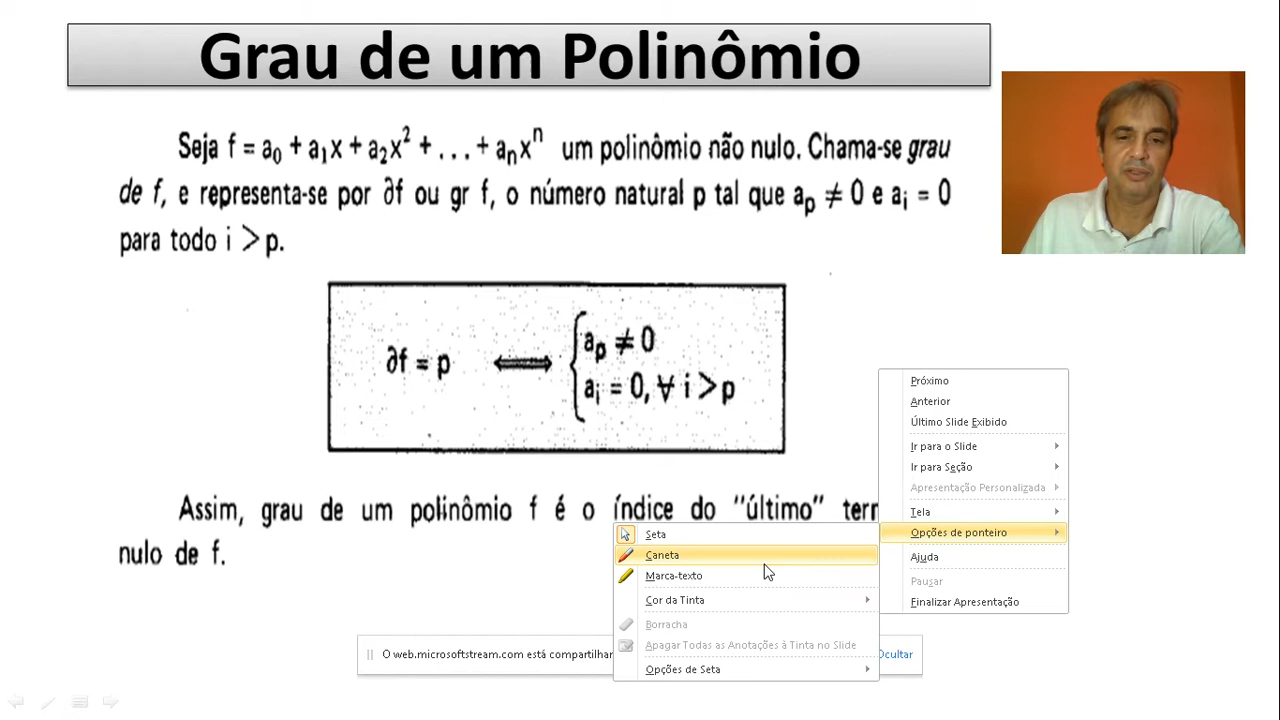 Grau de um Polinômio
Seja f = a₀ + a₁x + a₂x² + . . . + aₙxⁿ um polinômio não nulo. Chama-se grau
de f, e representa-se por ∂f ou gr f, o número natural p tal que aₚ ≠ 0 e aᵢ = 0
para todo i > p.
∂f = p ⟺ { aₚ ≠ 0
aᵢ = 0, ∀ i > p
Assim, grau de um polinômio f é o índice do "último"
nulo de f.
Próximo
Anterior
Último Slide Exibido
Ir para o Slide
Ir para Seção
Apresentação Personalizada
Tela
Opções de ponteiro
Ajuda
Pausar
Finalizar Apresentação
Seta
Caneta
Marca-texto
Cor da Tinta
Borracha
Apagar Todas as Anotações à Tinta no Slide
Opções de Seta
O web.microsoftstream.com está compartilhar
Ocultar